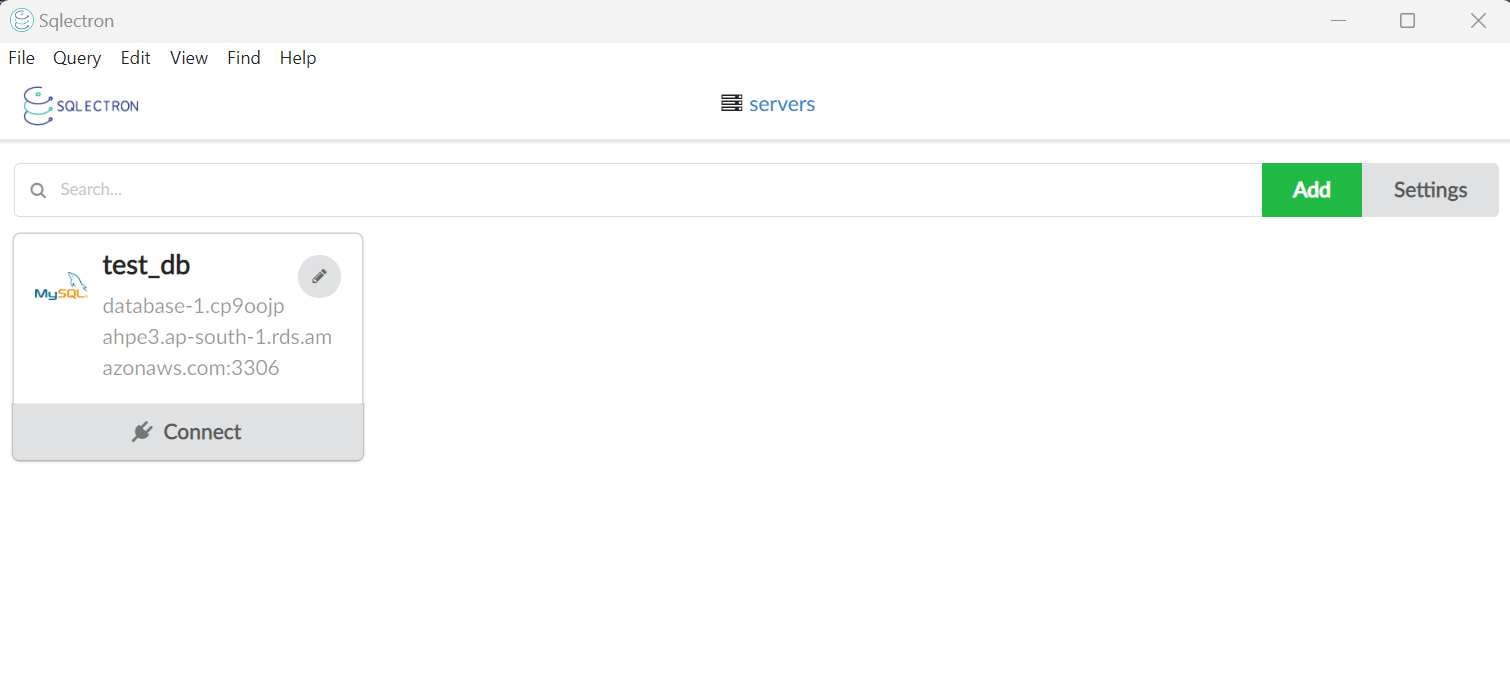 Sqlectron
File Query Edit View Find Help
SQLECTRON
servers
Search...
Add
Settings
test_db
MySQL
database-1.cp9oojp
ahpe3.ap-south-1.rds.am
azonaws.com:3306
Connect